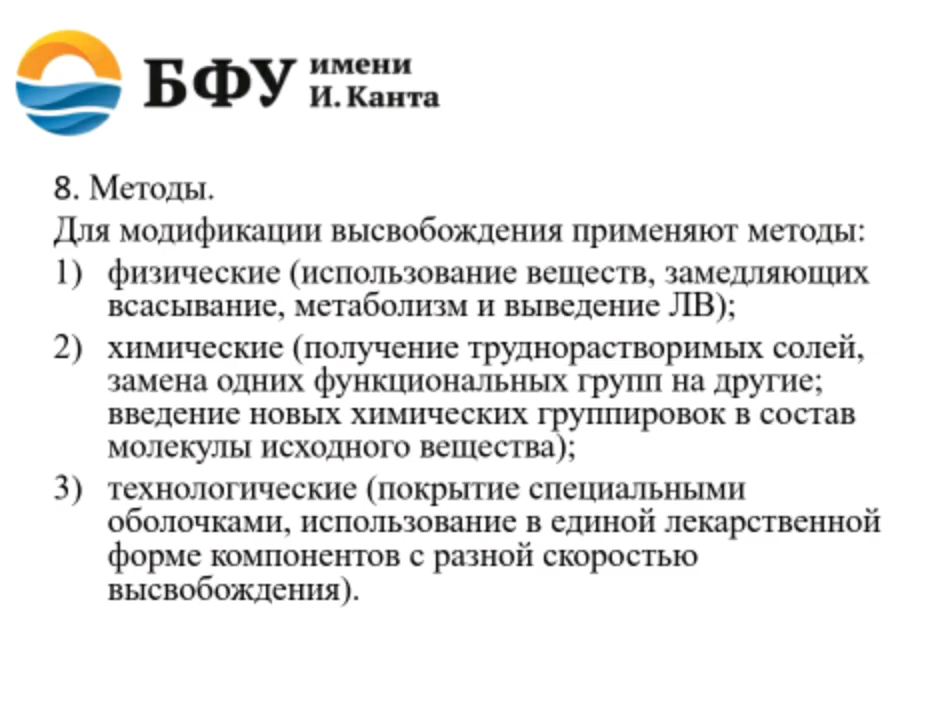 БФУ имени
И. Канта
8. Методы.
Для модификации высвобождения применяют методы:
1) физические (использование веществ, замедляющих
всасывание, метаболизм и выведение ЛВ);
2) химические (получение труднорастворимых солей,
замена одних функциональных групп на другие;
введение новых химических группировок в состав
молекулы исходного вещества);
3) технологические (покрытие специальными
оболочками, использование в единой лекарственной
форме компонентов с разной скоростью
высвобождения).